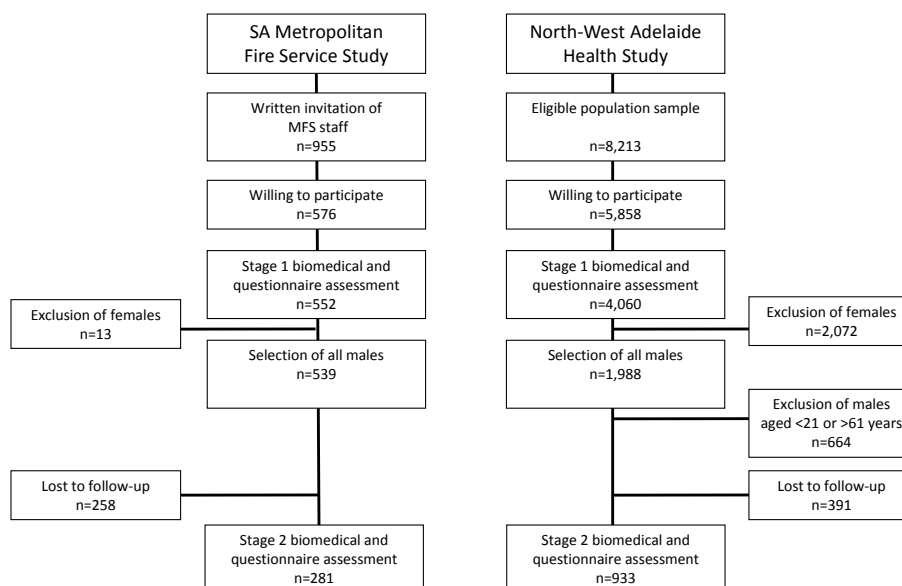 SA Metropolitan
Fire Service Study
Written invitation of
MFS staff
n=955
Willing to participate
n=576
Stage 1 biomedical and
questionnaire assessment
n=552
Exclusion of females
n=13
Selection of all males
n=539
Lost to follow-up
n=258
Stage 2 biomedical and
questionnaire assessment
n=281
North-West Adelaide
Health Study
Eligible population sample
n=8,213
Willing to participate
n=5,858
Stage 1 biomedical and
questionnaire assessment
n=4,060
Exclusion of females
n=2,072
Selection of all males
n=1,988
Exclusion of males
aged <21 or >61 years
n=664
Lost to follow-up
n=391
Stage 2 biomedical and
questionnaire assessment
n=933